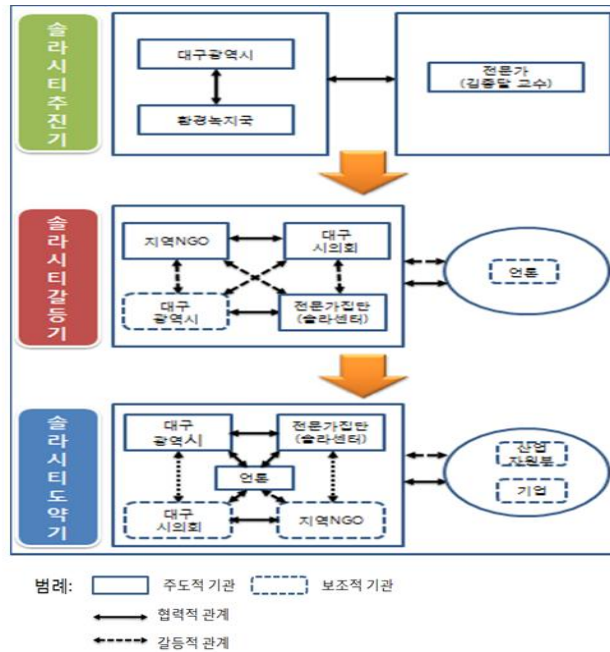 솔라시티추진기
대구광역시
환경녹지국
전문가
(김종달 교수)
솔라시티갈등기
지역NGO
대구
시의회
대구
광역시
전문가집단
(솔라센터)
언론
솔라시티도약기
대구
광역시
전문가집단
(솔라센터)
언론
대구
시의회
지역NGO
산업
자원부
기업
범례:
주도적 기관
보조적 기관
협력적 관계
갈등적 관계